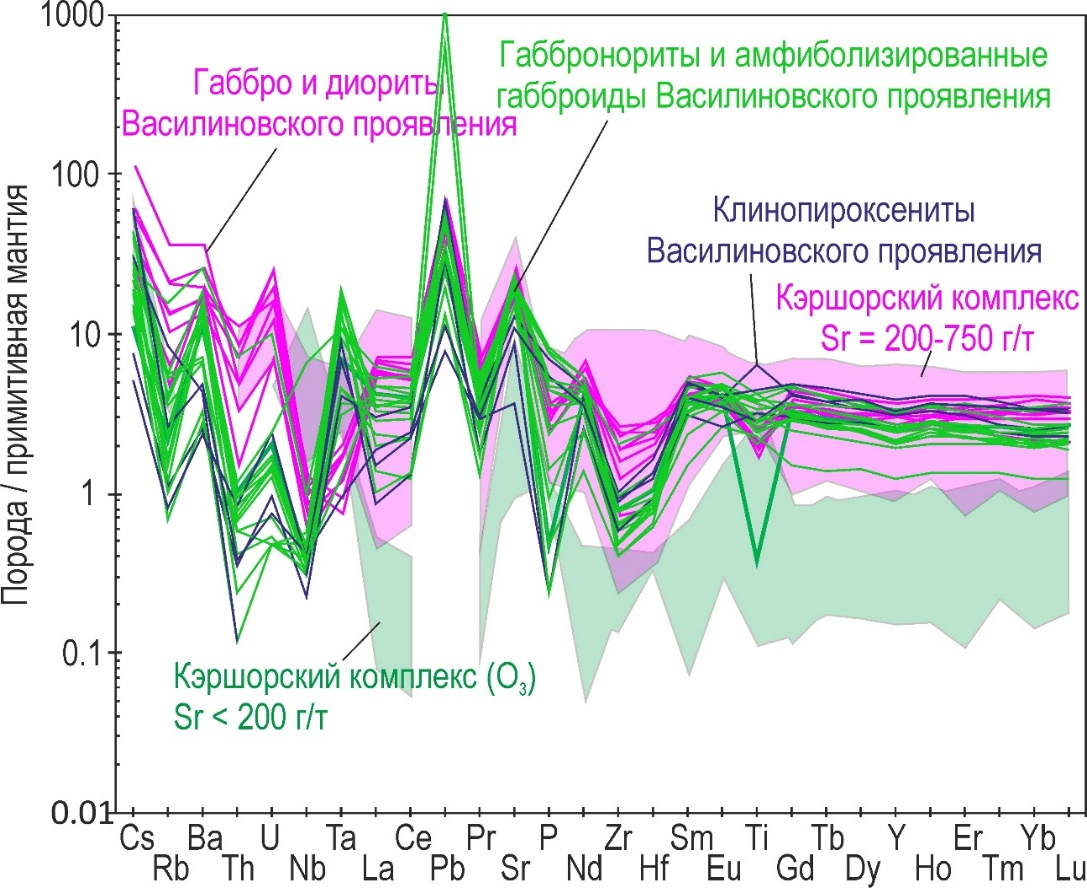 1000
Габбронориты и амфиболизированные
габброиды Василиновского проявления
Габбро и диориты
Василиновского проявления
100
Клинопироксениты
Василиновского проявления
Кэршорский комплекс
Sr = 200-750 г/т
10
1
0.1
0.01
Порода / примитивная мантия
Кэршорский комплекс (O3)
Sr < 200 г/т
Cs Ba U Ta Ce Pr P Zr Sm Ti Tb Y Er Yb
Rb Th Nb La Pb Sr Nd Hf Eu Gd Dy Ho Tm Lu